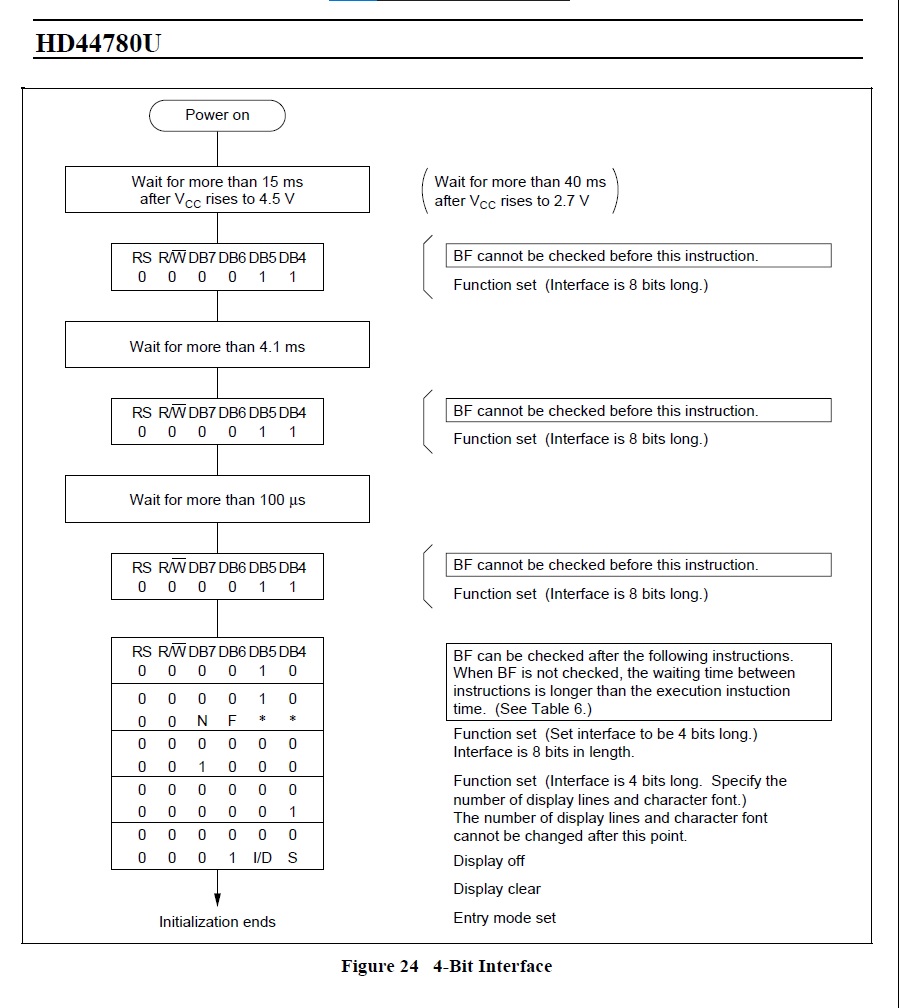 HD44780U
Power on
Wait for more than 15 ms
after VCC rises to 4.5 V
Wait for more than 40 ms
after VCC rises to 2.7 V
RS R/W̅ DB7 DB6 DB5 DB4
0 0 0 0 1 1
BF cannot be checked before this instruction.
Function set (Interface is 8 bits long.)
Wait for more than 4.1 ms
RS R/W̅ DB7 DB6 DB5 DB4
0 0 0 0 1 1
BF cannot be checked before this instruction.
Function set (Interface is 8 bits long.)
Wait for more than 100 µs
RS R/W̅ DB7 DB6 DB5 DB4
0 0 0 0 1 1
BF cannot be checked before this instruction.
Function set (Interface is 8 bits long.)
RS R/W̅ DB7 DB6 DB5 DB4
0 0 0 0 1 0
0 0 0 0 1 0
0 0 N F * *
0 0 0 0 0 0
0 0 1 0 0 0
0 0 0 0 0 0
0 0 0 0 0 1
0 0 0 0 0 0
0 0 0 1 I/D S
BF can be checked after the following instructions.
When BF is not checked, the waiting time between
instructions is longer than the execution instuction
time. (See Table 6.)
Function set (Set interface to be 4 bits long.)
Interface is 8 bits in length.
Function set (Interface is 4 bits long. Specify the
number of display lines and character font.)
The number of display lines and character font
cannot be changed after this point.
Display off
Display clear
Entry mode set
Initialization ends
Figure 24 4-Bit Interface